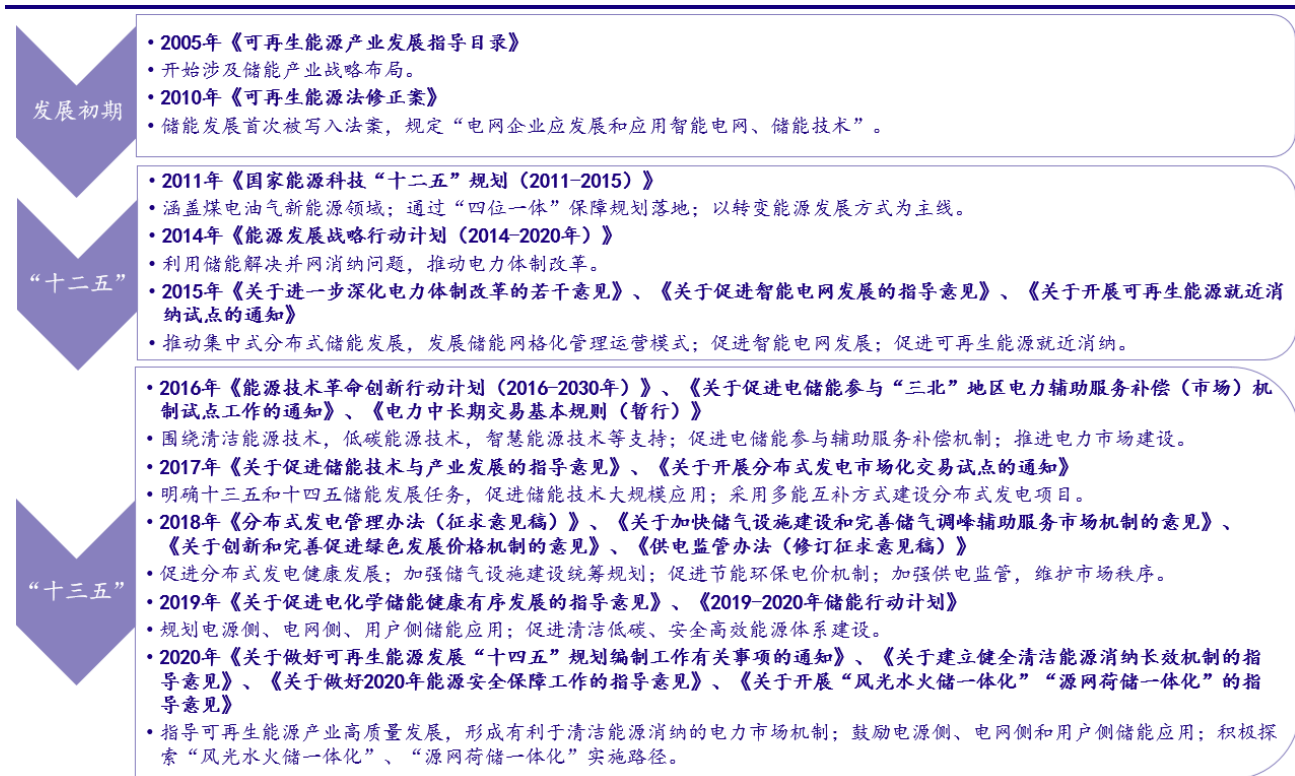 发展初期
• 2005年《可再生能源产业发展指导目录》
• 开始涉及储能产业战略布局。
• 2010年《可再生能源法修正案》
• 储能发展首次被写入法案，规定“电网企业应发展和应用智能电网、储能技术”。
“十二五”
• 2011年《国家能源科技“十二五”规划（2011-2015）》
• 涵盖煤电油气新能源领域；通过“四位一体”保障规划落地；以转变能源发展方式为主线。
• 2014年《能源发展战略行动计划（2014-2020年）》
• 利用储能解决并网消纳问题，推动电力体制改革。
• 2015年《关于进一步深化电力体制改革的若干意见》、《关于促进智能电网发展的指导意见》、《关于开展可再生能源就近消
纳试点的通知》
• 推动集中式分布式储能发展，发展储能网格化管理运营模式；促进智能电网发展；促进可再生能源就近消纳。
“十三五”
• 2016年《能源技术革命创新行动计划（2016-2030年）》、《关于促进电储能参与“三北”地区电力辅助服务补偿（市场）机
制试点工作的通知》、《电力中长期交易基本规则（暂行）》
• 围绕清洁能源技术，低碳能源技术，智慧能源技术等支持；促进电储能参与辅助服务补偿机制；推进电力市场建设。
• 2017年《关于促进储能技术与产业发展的指导意见》、《关于开展分布式发电市场化交易试点的通知》
• 明确十三五和十四五储能发展任务，促进储能技术大规模应用；采用多能互补方式建设分布式发电项目。
• 2018年《分布式发电管理办法（征求意见稿）》、《关于加快储气设施建设和完善储气调峰辅助服务市场机制的意见》、
《关于创新和完善促进绿色发展价格机制的意见》、《供电监管办法（修订征求意见稿）》
• 促进分布式发电健康发展；加强储气设施建设统筹规划；促进节能环保电价机制；加强供电监管，维护市场秩序。
• 2019年《关于促进电化学储能健康有序发展的指导意见》、《2019-2020年储能行动计划》
• 规划电源侧、电网侧、用户侧储能应用；促进清洁低碳、安全高效能源体系建设。
• 2020年《关于做好可再生能源发展“十四五”规划编制工作有关事项的通知》、《关于建立健全清洁能源消纳长效机制的指
导意见》、《关于做好2020年能源安全保障工作的指导意见》、《关于开展“风光水火储一体化”“源网荷储一体化”的指
导意见》
• 指导可再生能源产业高质量发展，形成有利于清洁能源消纳的电力市场机制；鼓励电源侧、电网侧和用户侧储能应用；积极探
索“风光水火储一体化”、“源网荷储一体化”实施路径。